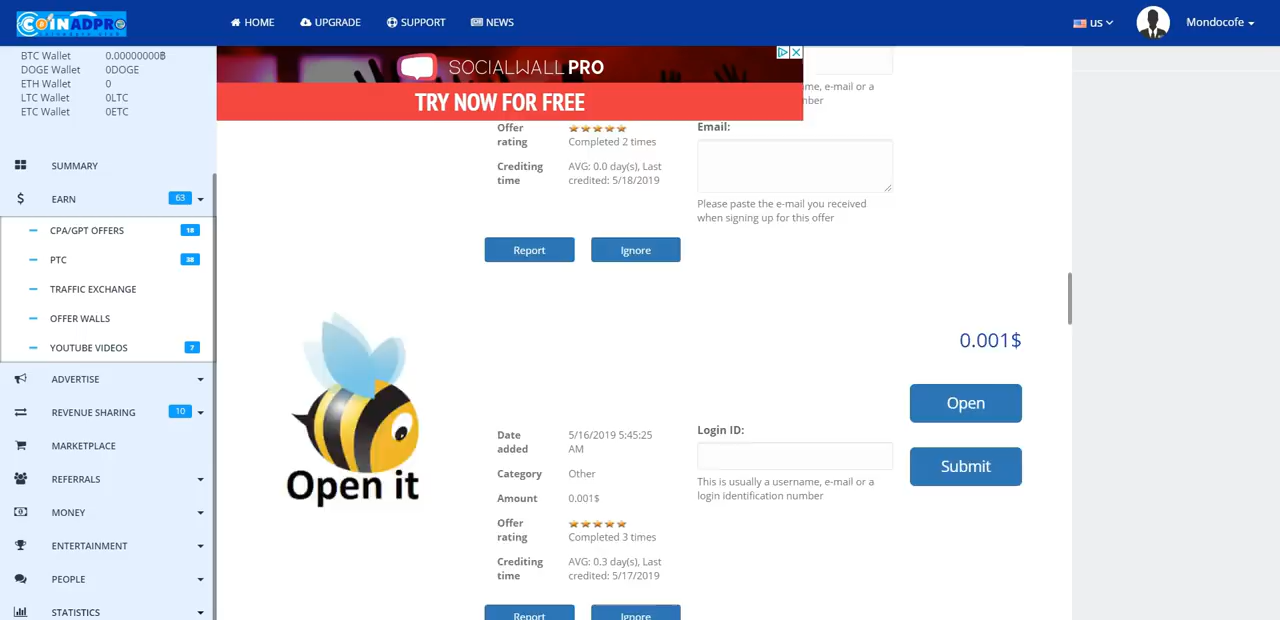 COINADPRO
HOME
UPGRADE
SUPPORT
NEWS
us
Mondocofe
BTC Wallet 0.00000000฿
DOGE Wallet 0DOGE
ETH Wallet 0
LTC Wallet 0LTC
ETC Wallet 0ETC
SUMMARY
EARN 63
CPA/GPT OFFERS 18
PTC 38
TRAFFIC EXCHANGE
OFFER WALLS
YOUTUBE VIDEOS 7
ADVERTISE
REVENUE SHARING 10
MARKETPLACE
REFERRALS
MONEY
ENTERTAINMENT
PEOPLE
STATISTICS
SOCIALWALL PRO
TRY NOW FOR FREE
Offer rating
Completed 2 times
Crediting time
AVG: 0.0 day(s), Last
credited: 5/18/2019
e-mail or a
Email:
Please paste the e-mail you received
when signing up for this offer
Report
Ignore
Open it
Date added
5/16/2019 5:45:25
AM
Category Other
Amount 0.001$
Offer rating
Completed 3 times
Crediting time
AVG: 0.3 day(s), Last
credited: 5/17/2019
Login ID:
This is usually a username, e-mail or a
login identification number
0.001$
Open
Submit
Report
Ignore